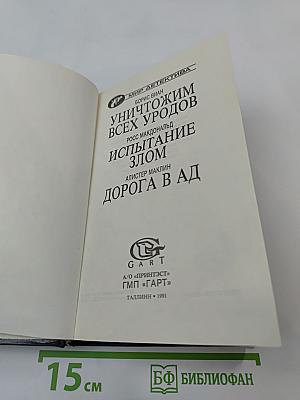 МИР ДЕТЕКТИВА
БОРИС ВИАН
УНИЧТОЖИМ
ВСЕХ УРОДОВ
РОСС МАКДОНАЛЬД
ИСПЫТАНИЕ
ЗЛОМ
АЛИСТЕР МАКЛИН
ДОРОГА В АД
GART
А/О «ПРИНТЭСТ»
ГМП «ГАРТ»
ТАЛЛИНН • 1991
15 см
БФ БИБЛИОФАН